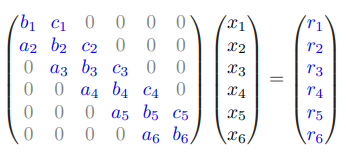 b₁ c₁ 0 0 0 0 x₁ r₁
a₂ b₂ c₂ 0 0 0 x₂ r₂
0 a₃ b₃ c₃ 0 0 x₃ = r₃
0 0 a₄ b₄ c₄ 0 x₄ r₄
0 0 0 a₅ b₅ c₅ x₅ r₅
0 0 0 0 a₆ b₆ x₆ r₆